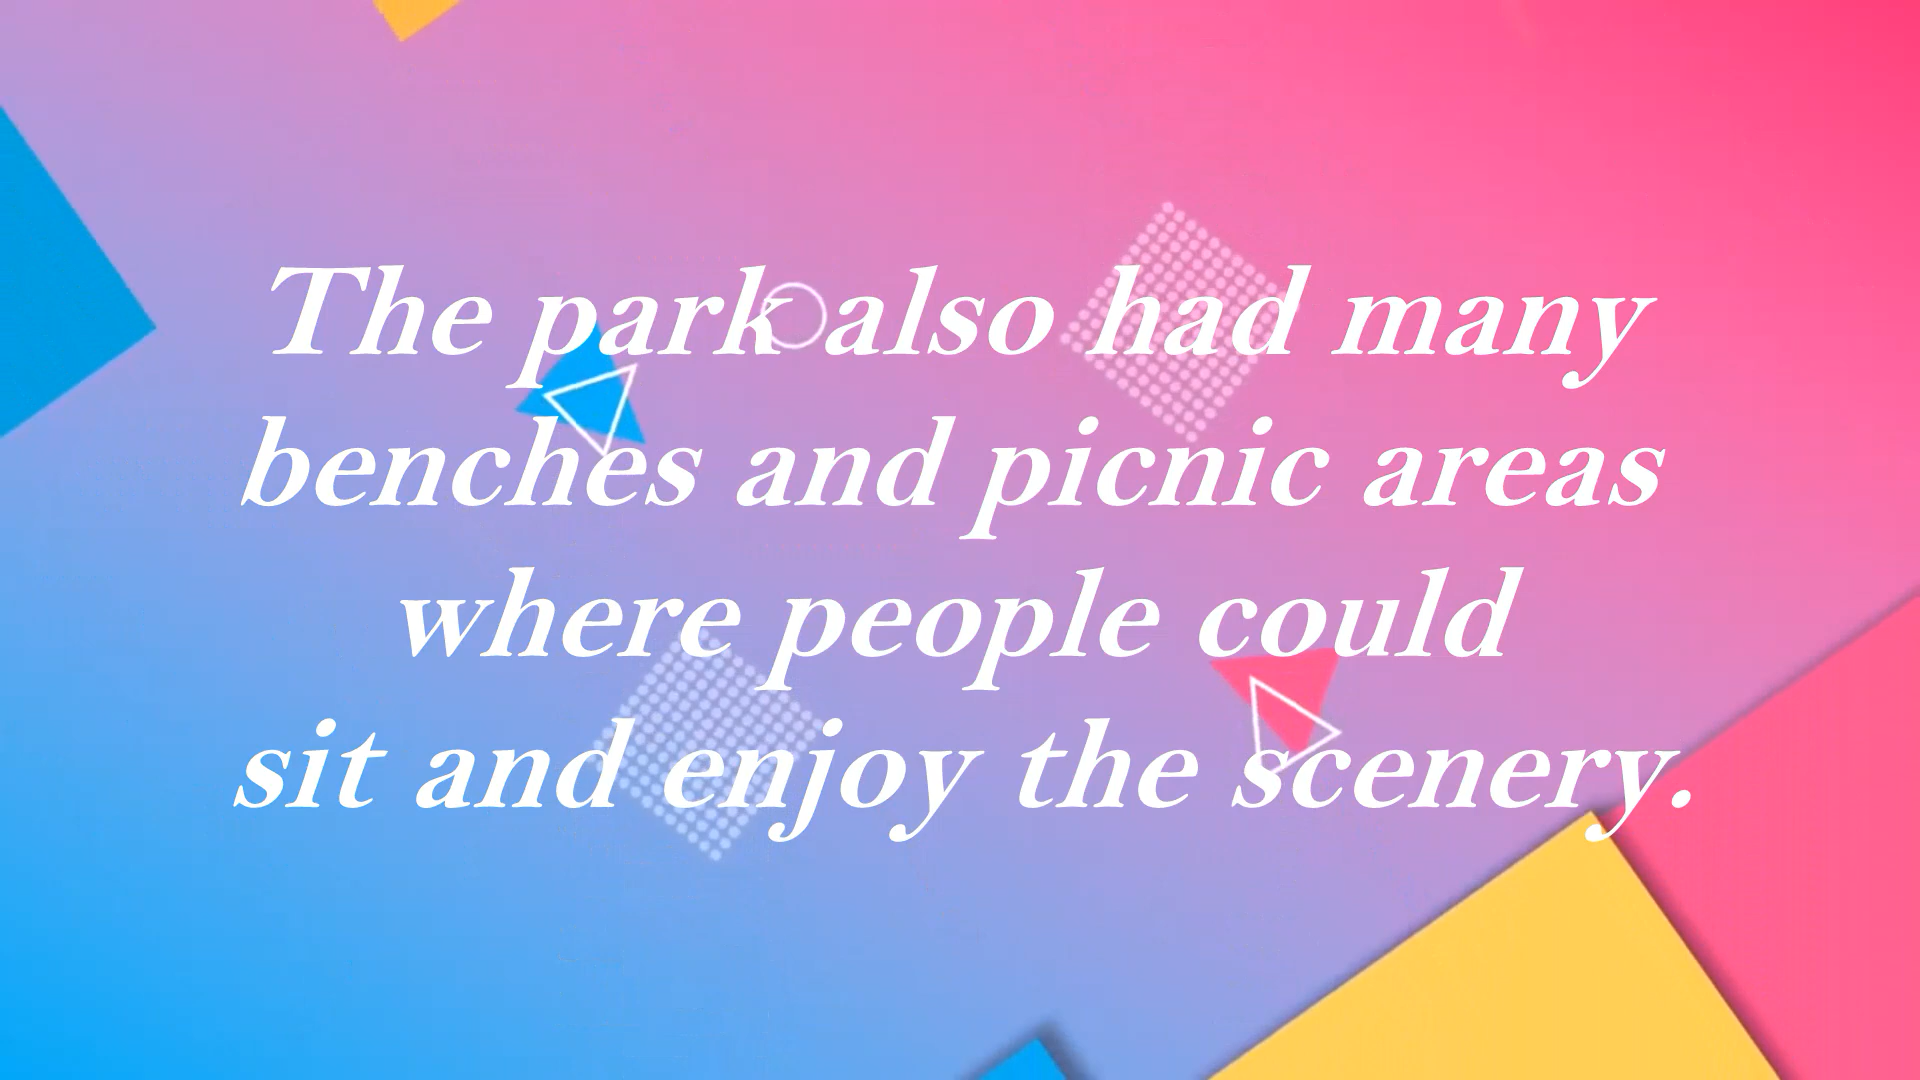 The park also had many
benches and picnic areas
where people could
sit and enjoy the scenery.